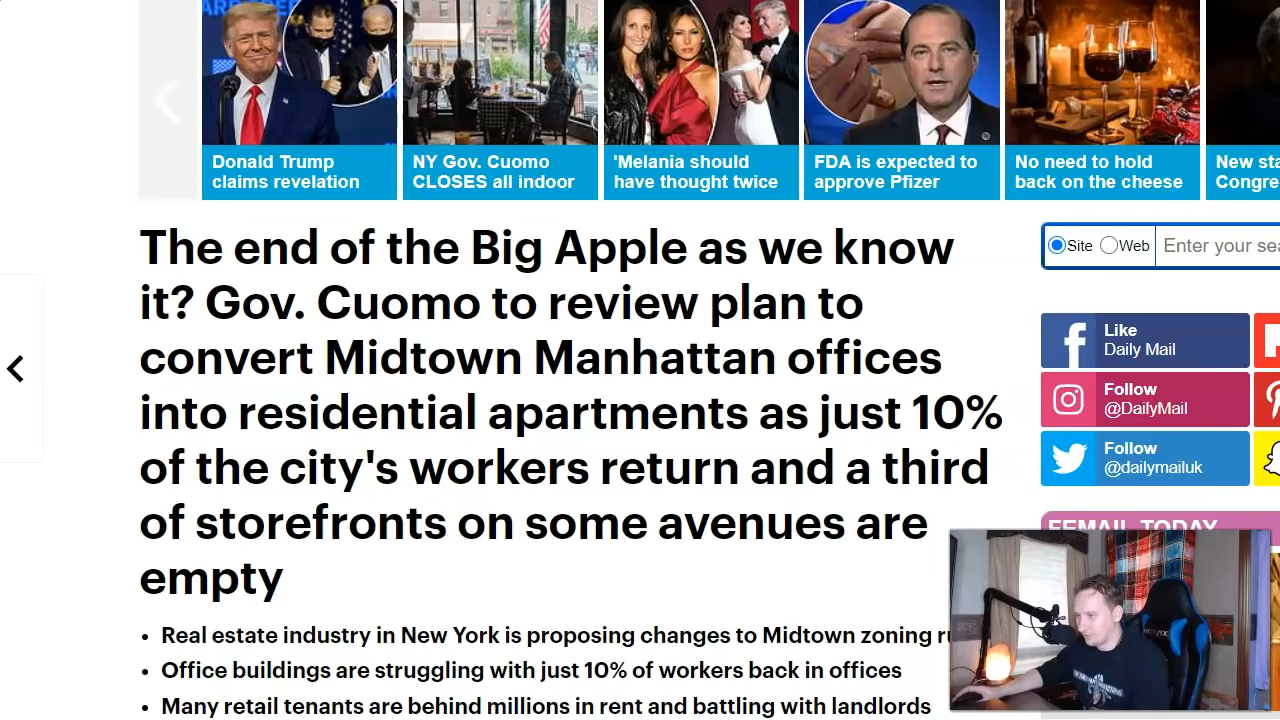 Donald Trump
claims revelation
NY Gov. Cuomo
CLOSES all indoor
'Melania should
have thought twice
FDA is expected to
approve Pfizer
No need to hold
back on the cheese
New sta
Congre
The end of the Big Apple as we know
it? Gov. Cuomo to review plan to
convert Midtown Manhattan offices
into residential apartments as just 10%
of the city's workers return and a third
of storefronts on some avenues are
empty
• Real estate industry in New York is proposing changes to Midtown zoning
• Office buildings are struggling with just 10% of workers back in offices
• Many retail tenants are behind millions in rent and battling with landlords
Site Web Enter your
Like
Daily Mail
Follow
@DailyMail
Follow
@dailymailuk
FEMAIL TODAY